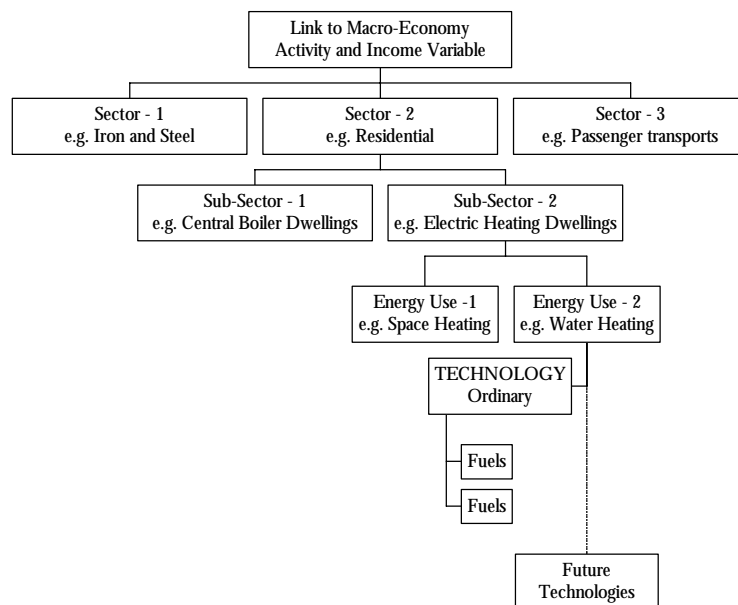 Link to Macro-Economy
Activity and Income Variable
Sector - 1
e.g. Iron and Steel
Sector - 2
e.g. Residential
Sector - 3
e.g. Passenger transports
Sub-Sector - 1
e.g. Central Boiler Dwellings
Sub-Sector - 2
e.g. Electric Heating Dwellings
Energy Use -1
e.g. Space Heating
Energy Use - 2
e.g. Water Heating
TECHNOLOGY
Ordinary
Fuels
Fuels
Future
Technologies